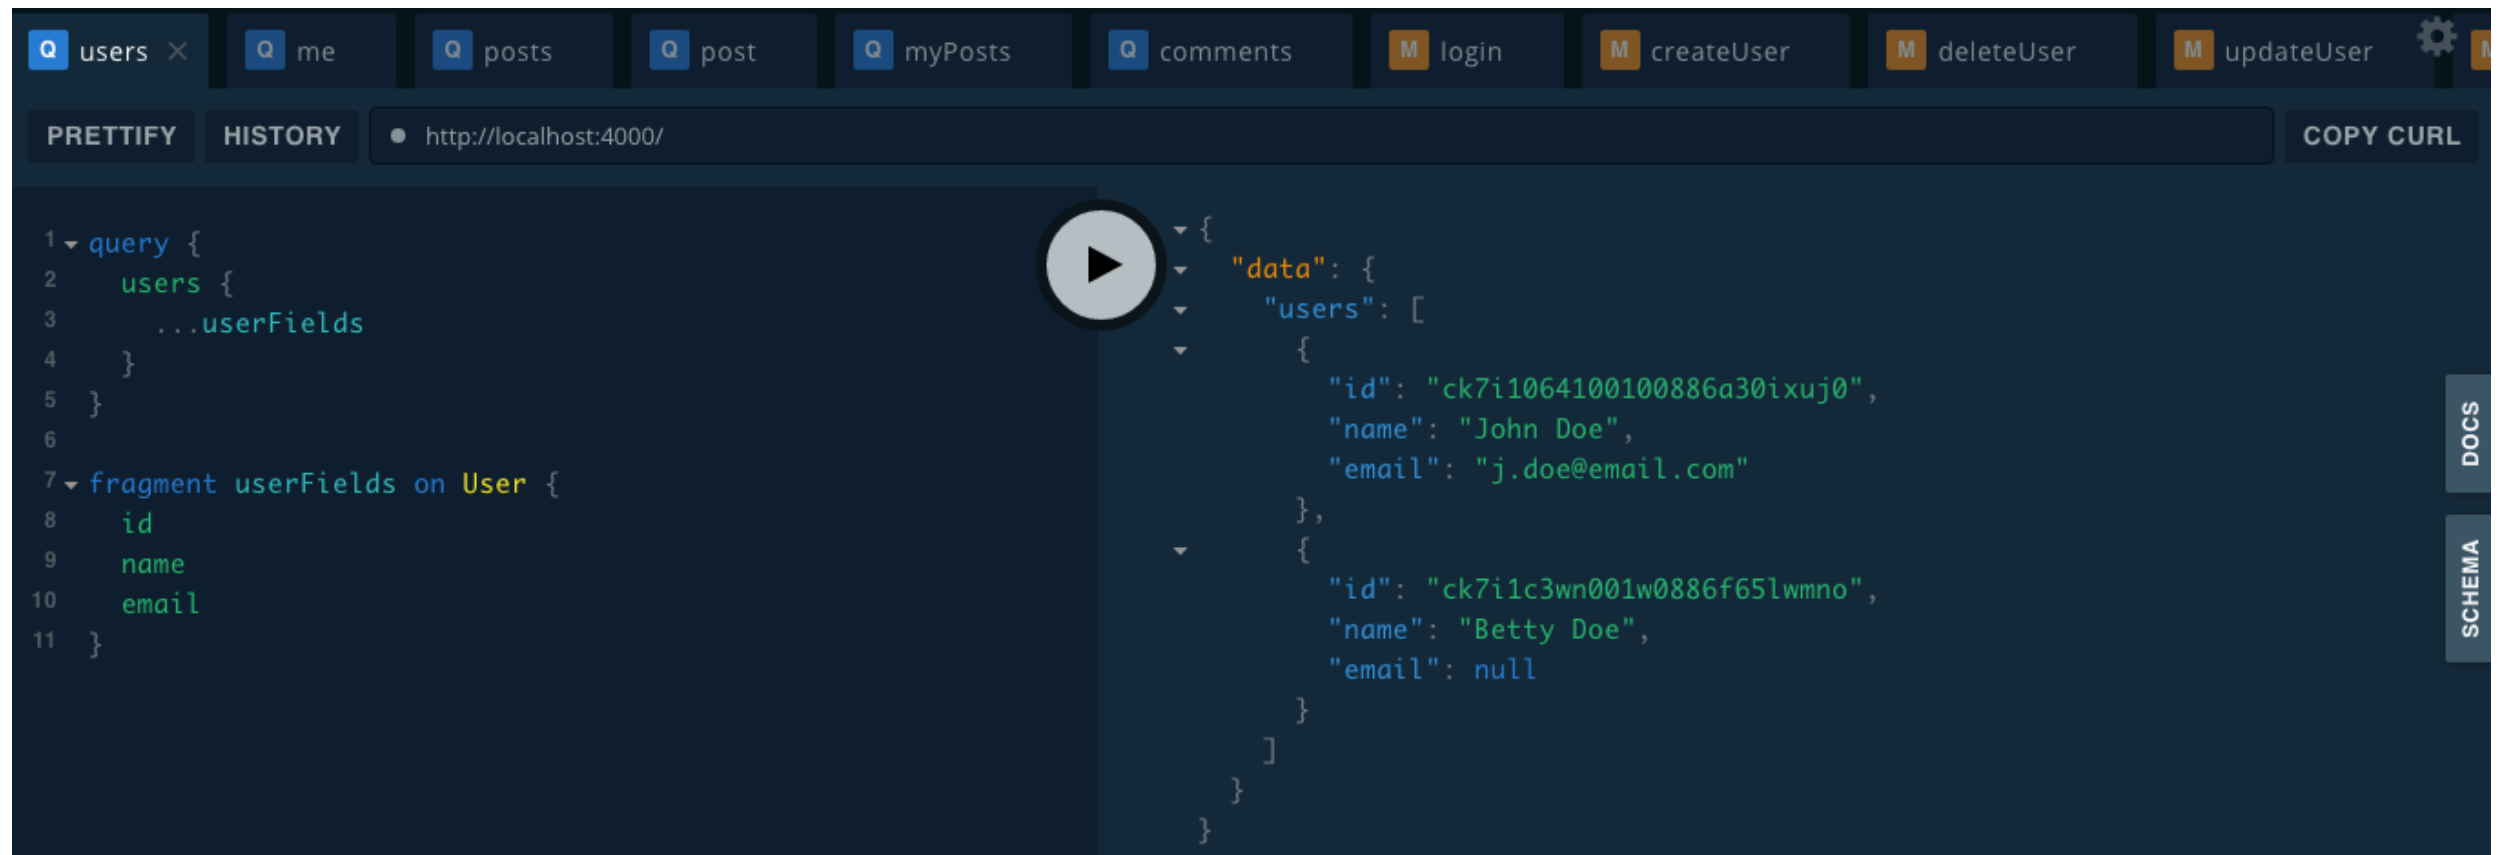 Q users × Q me Q posts Q post Q myPosts Q comments M login M createUser M deleteUser M updateUser M
PRETTIFY HISTORY http://localhost:4000/ COPY CURL
1 query {
2 users {
3 ...userFields
4 }
5 }
6
7 fragment userFields on User {
8 id
9 name
10 email
11 }
{
"data": {
"users": [
{
"id": "ck7i1064100100886a30ixuj0",
"name": "John Doe",
"email": "j.doe@email.com"
},
{
"id": "ck7i1c3wn001w0886f65lwmno",
"name": "Betty Doe",
"email": null
}
]
}
}
DOCS
SCHEMA